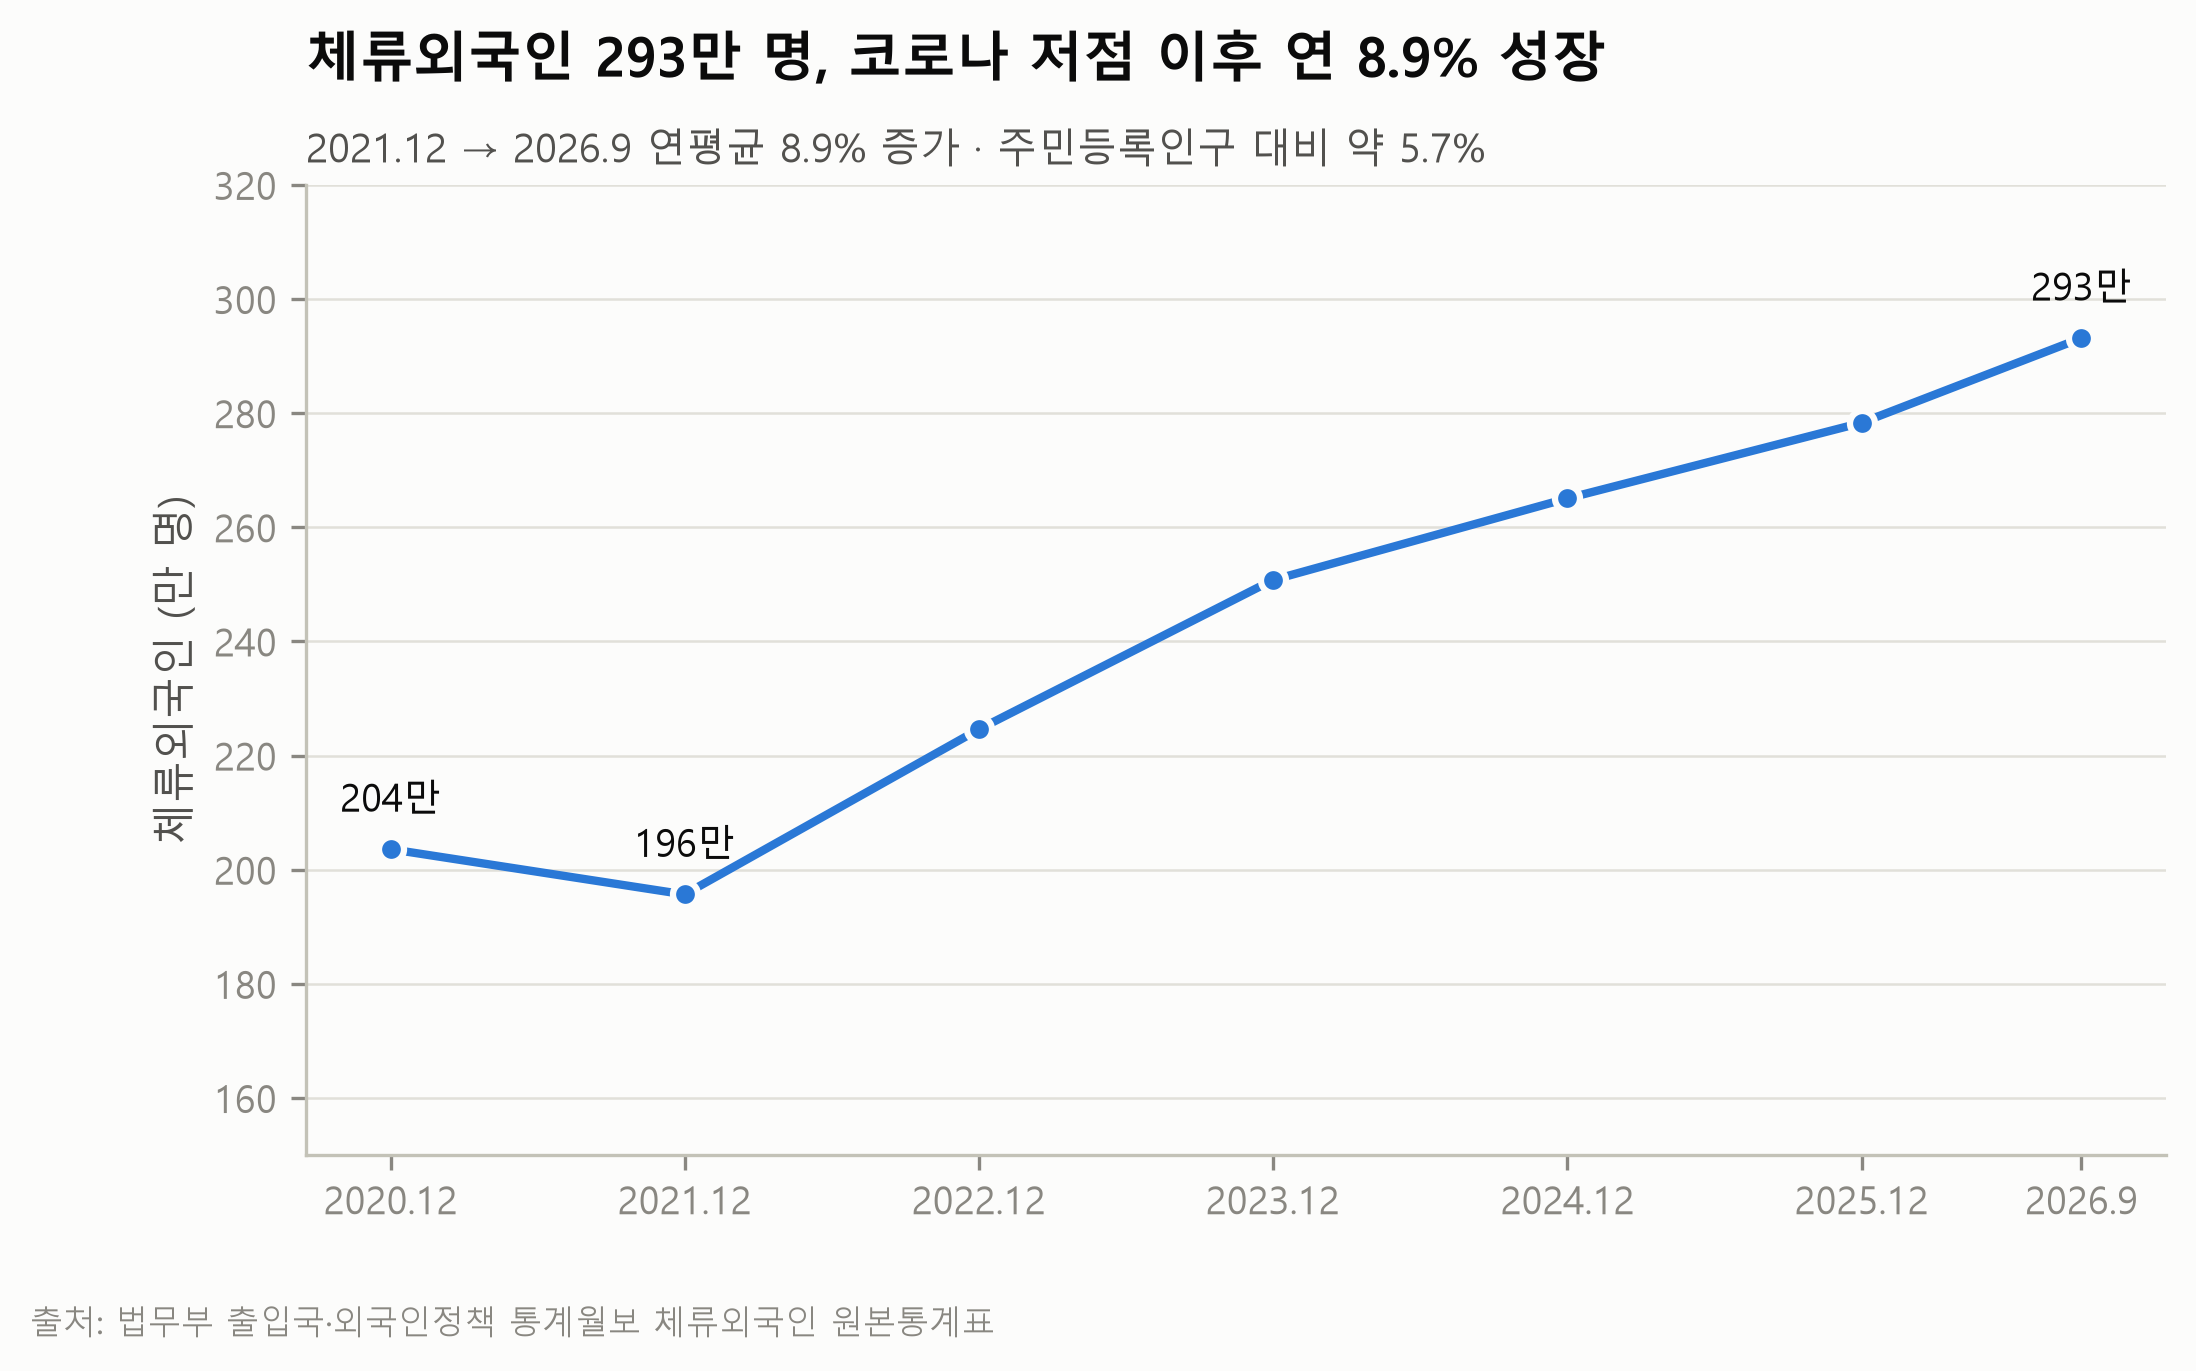 체류외국인 293만 명, 코로나 저점 이후 연 8.9% 성장
2021.12 → 2026.9 연평균 8.9% 증가 · 주민등록인구 대비 약 5.7%
체류외국인 (만 명)
320
300
280
260
240
220
200
180
160
204만
196만
293만
2020.12 2021.12 2022.12 2023.12 2024.12 2025.12 2026.9
출처: 법무부 출입국·외국인정책 통계월보 체류외국인 원본통계표